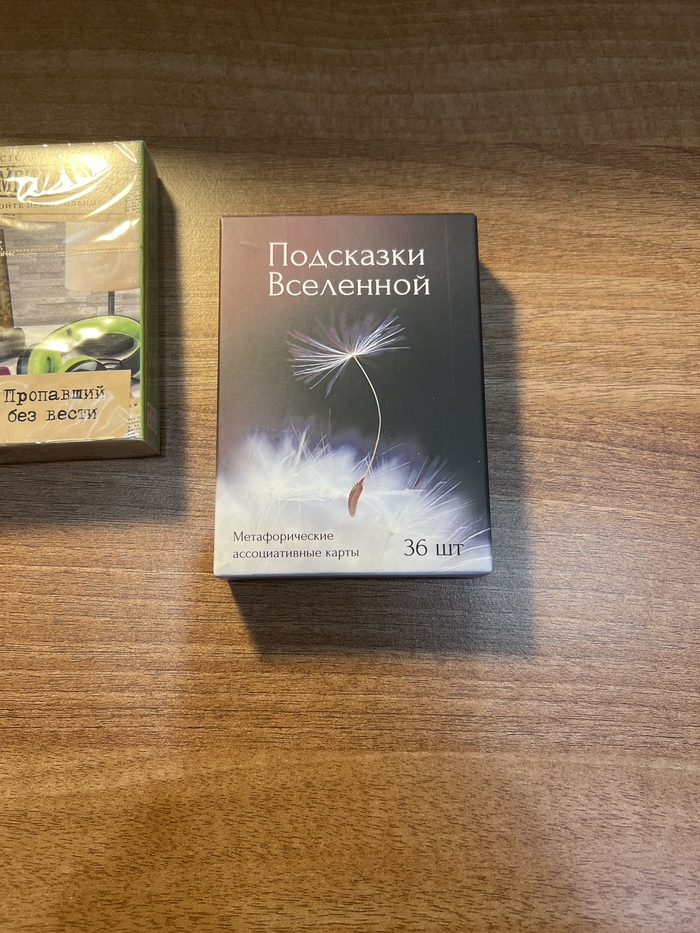 Пропавший
без вести
Подсказки
Вселенной
Метафорические
ассоциативные карты
36 шт